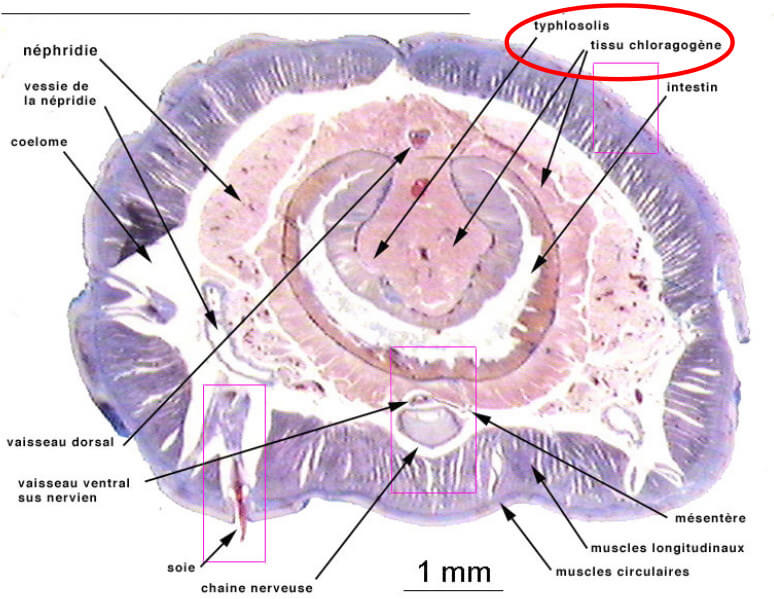 typhlosolis
tissu chloragogène
néphridie
vessie de
la népridie
intestin
coelome
vaisseau dorsal
vaisseau ventral
sus nervien
mésentère
muscles longitudinaux
soie
muscles circulaires
chaine nerveuse
1 mm